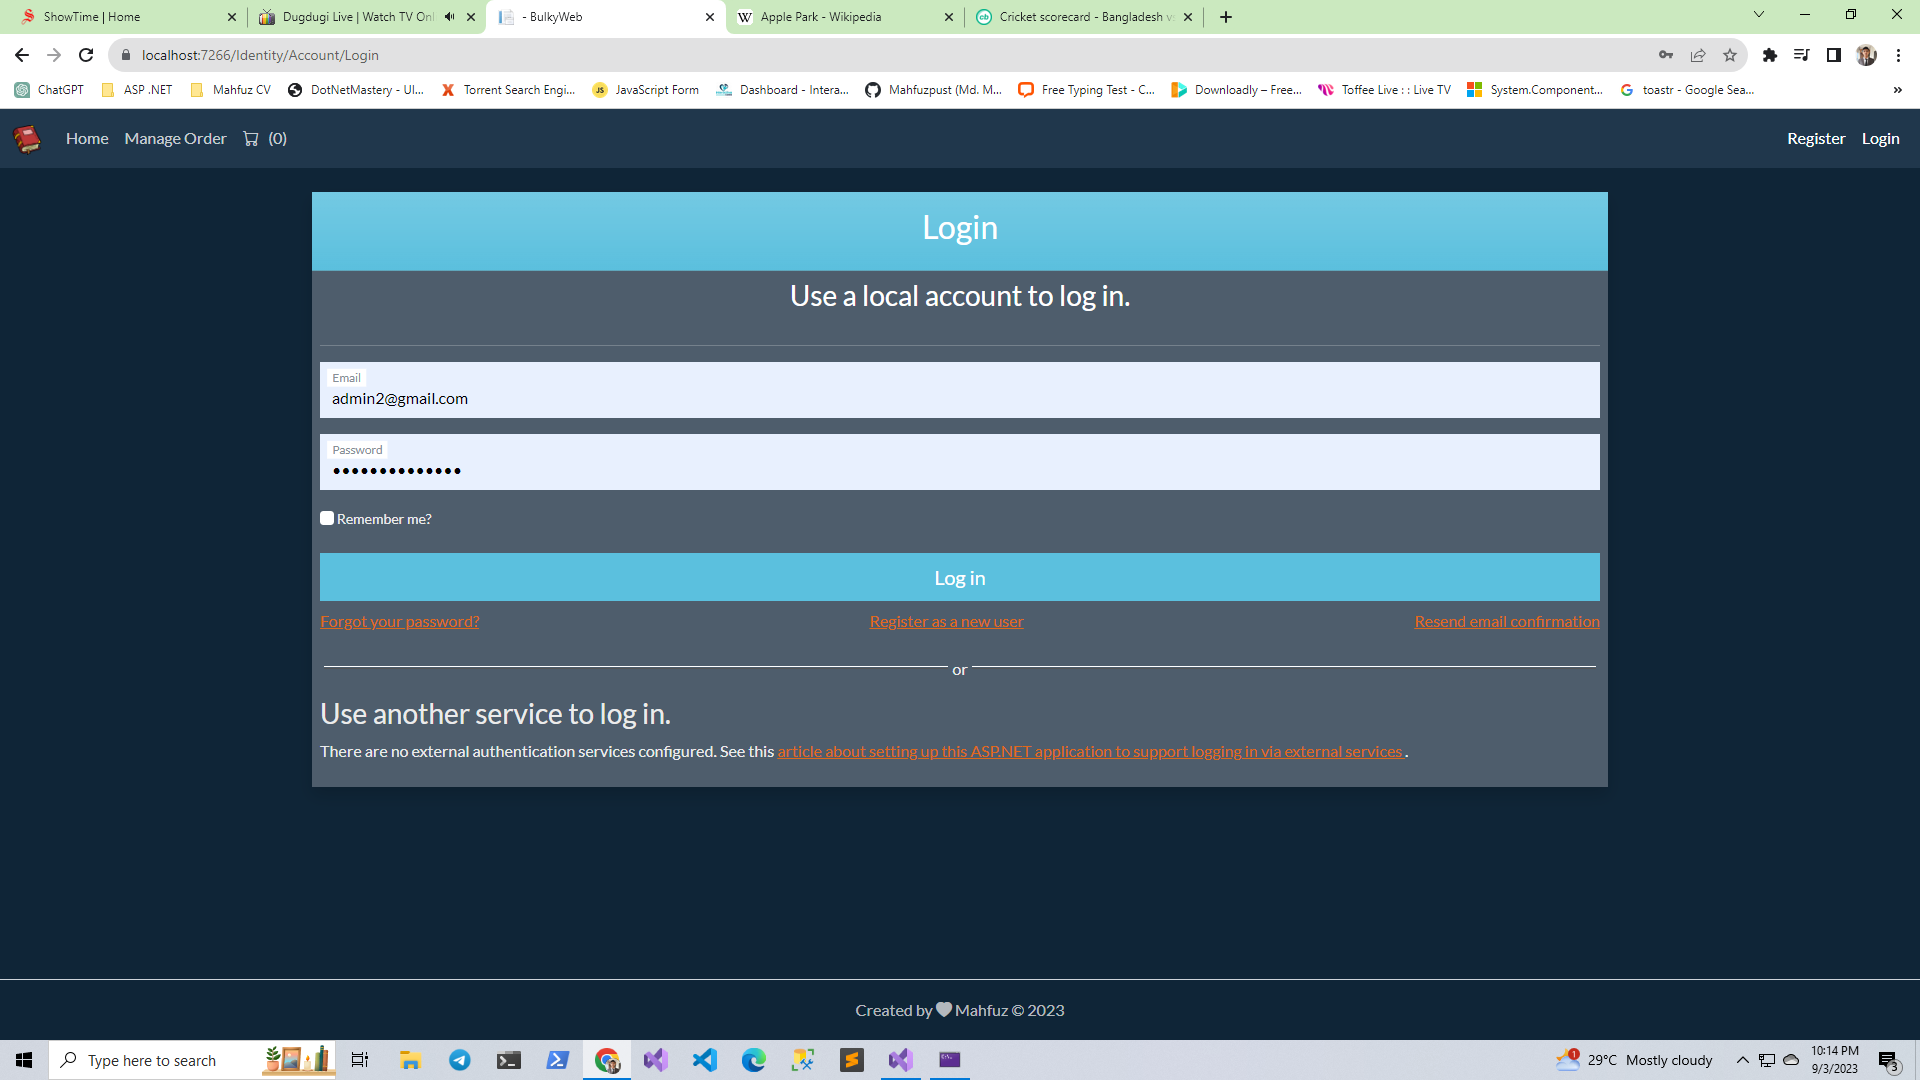 ShowTime | Home
Dugdugi Live | Watch TV Onl
- BulkyWeb
Apple Park - Wikipedia
Cricket scorecard - Bangladesh v
localhost:7266/Identity/Account/Login
ChatGPT
ASP .NET
Mahfuz CV
DotNetMastery - UI...
Torrent Search Engi...
JavaScript Form
Dashboard - Intera...
Mahfuzpust (Md. M...
Free Typing Test - C...
Downloadly – Free...
Toffee Live : : Live TV
System.Component...
toastr - Google Sea...
Home
Manage Order
(0)
Register
Login
Login
Use a local account to log in.
Email
admin2@gmail.com
Password
Remember me?
Log in
Forgot your password?
Register as a new user
Resend email confirmation
or
Use another service to log in.
There are no external authentication services configured. See this article about setting up this ASP.NET application to support logging in via external services .
Created by Mahfuz © 2023
Type here to search
1
29°C Mostly cloudy
10:14 PM
9/3/2023
3